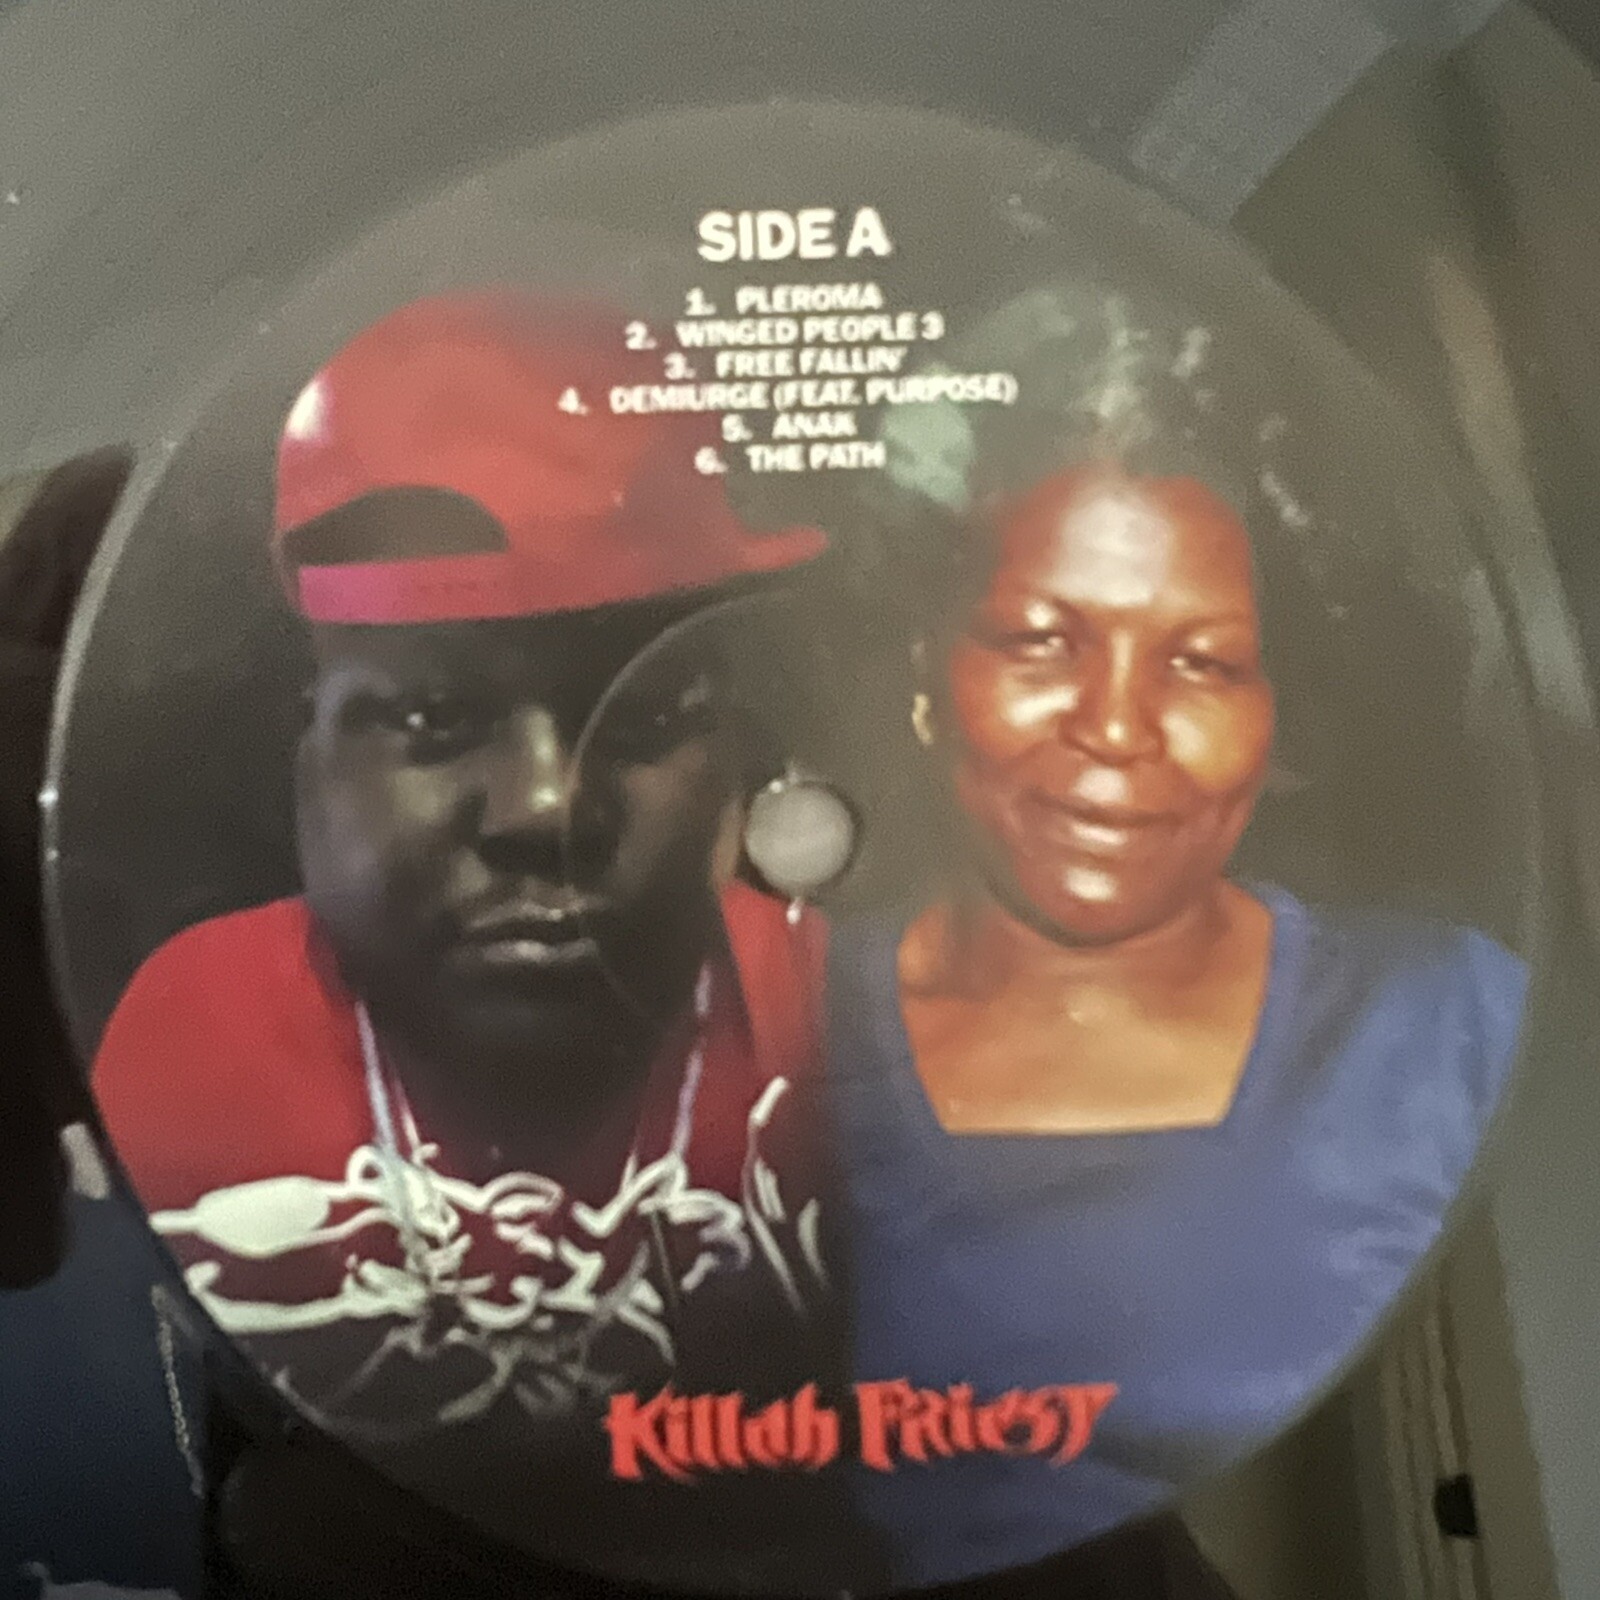 SIDE A
1. PLEROMA
2. WINGED PEOPLE 3
3. FREE FALLIN'
4. DEMIURGE (FEAT. PURPOSE)
5. ANAK
6. THE PATH
Killah Priest